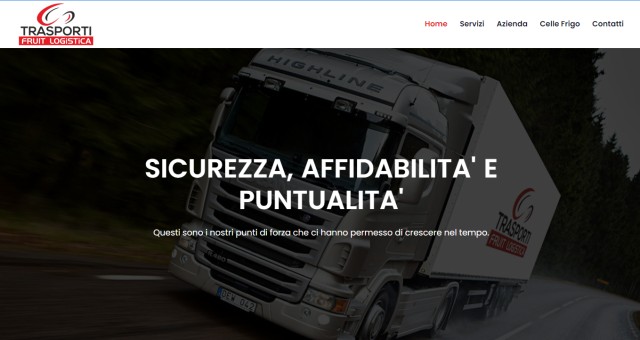 TRASPORTI
FRUIT LOGISTICA
Home Servizi Azienda Celle Frigo Contatti
HIGHLINE
SICUREZZA, AFFIDABILITA' E
PUNTUALITA'
Questi sono i nostri punti di forza che ci hanno permesso di crescere nel tempo.
TRASPORTI
FRUIT LOGISTICA